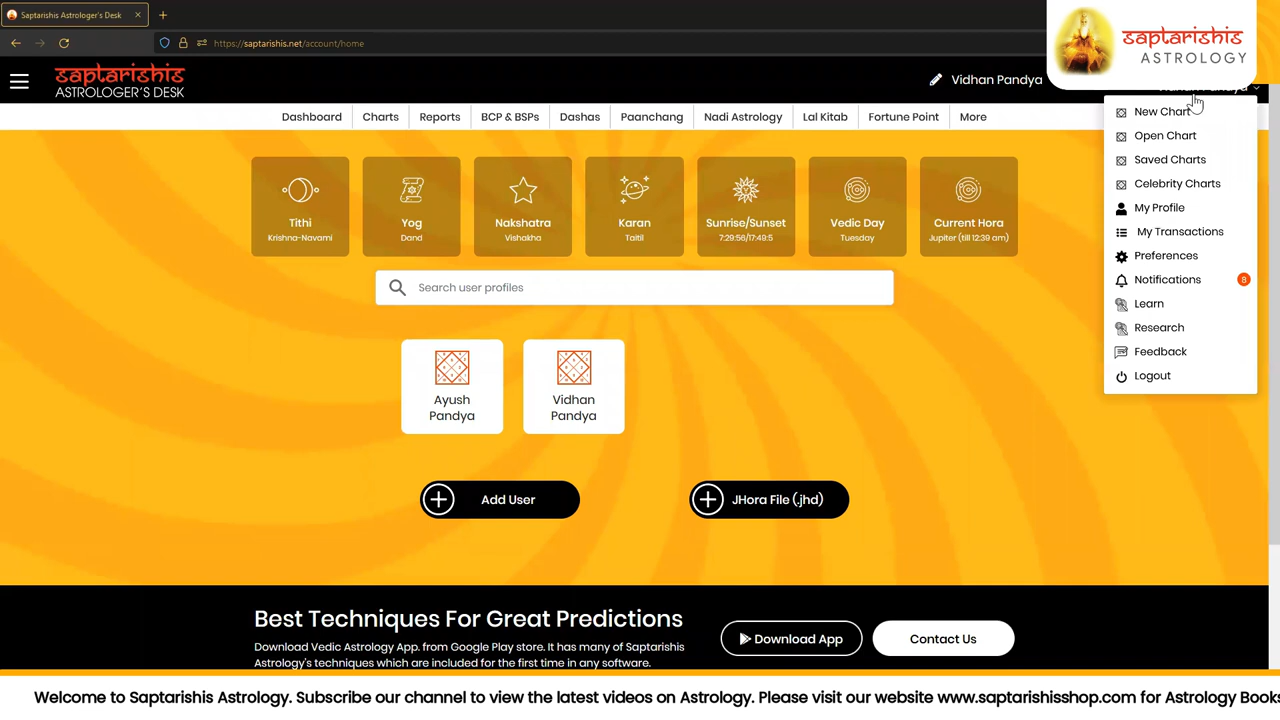 Saptarishis Astrologer's Desk
https://saptarishis.net/account/home
saptarishis
ASTROLOGY
saptarishis
ASTROLOGER'S DESK
Vidhan Pandya
Dashboard Charts Reports BCP & BSPs Dashas Paanchang Nadi Astrology Lal Kitab Fortune Point More
New Chart
Open Chart
Saved Charts
Celebrity Charts
My Profile
My Transactions
Preferences
Notifications 8
Learn
Research
Feedback
Logout
Tithi
Krishna-Navami
Yog
Dand
Nakshatra
Vishakha
Karan
Taitil
Sunrise/Sunset
7:29:56/17:49:5
Vedic Day
Tuesday
Current Hora
Jupiter (till 12:39 am)
Search user profiles
Ayush
Pandya
Vidhan
Pandya
Add User
JHora File (.jhd)
Best Techniques For Great Predictions
Download Vedic Astrology App. from Google Play store. It has many of Saptarishis
Astrology's techniques which are included for the first time in any software.
Download App
Contact Us
Welcome to Saptarishis Astrology. Subscribe our channel to view the latest videos on Astrology. Please visit our website www.saptarishisshop.com for Astrology Books